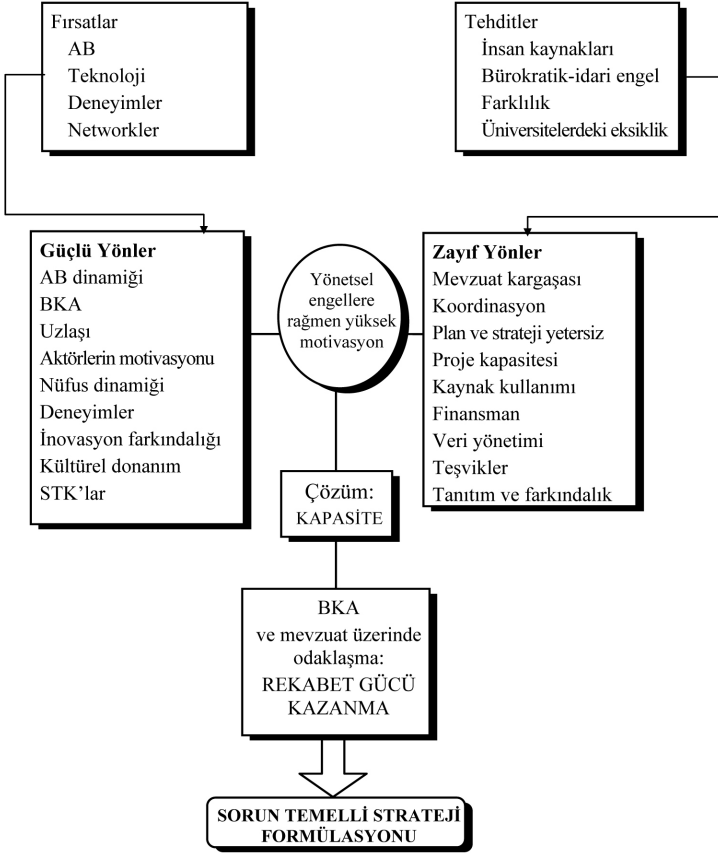 Fırsatlar
AB
Teknoloji
Deneyimler
Networkler
Tehditler
İnsan kaynakları
Bürokratik-idari engel
Farklılık
Üniversitelerdeki eksiklik
Güçlü Yönler
AB dinamiği
BKA
Uzlaşı
Aktörlerin motivasyonu
Nüfus dinamiği
Deneyimler
İnovasyon farkındalığı
Kültürel donanım
STK’lar
Yönetsel
engellere
rağmen yüksek
motivasyon
Zayıf Yönler
Mevzuat kargaşası
Koordinasyon
Plan ve strateji yetersiz
Proje kapasitesi
Kaynak kullanımı
Finansman
Veri yönetimi
Teşvikler
Tanıtım ve farkındalık
Çözüm:
KAPASİTE
BKA
ve mevzuat üzerinde
odaklaşma:
REKABET GÜCÜ
KAZANMA
SORUN TEMELLİ STRATEJİ
FORMÜLASYONU